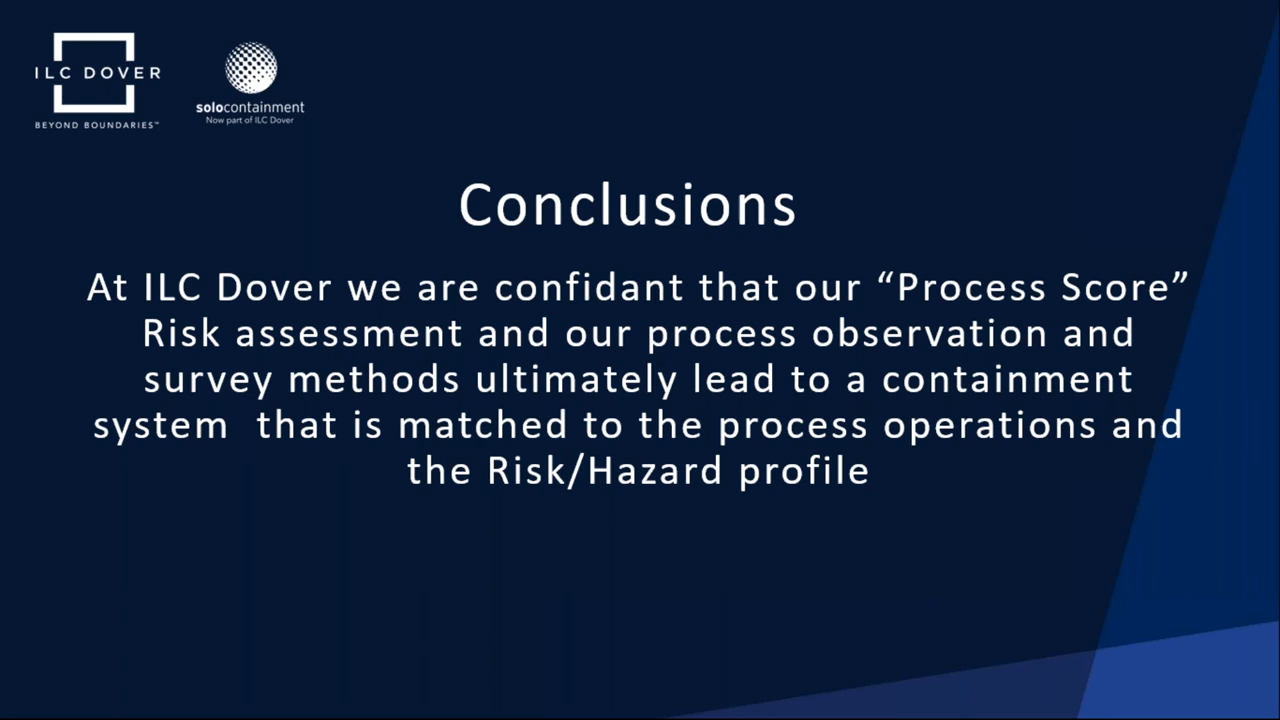 ILC DOVER
BEYOND BOUNDARIES™
solocontainment
Now part of ILC Dover
Conclusions
At ILC Dover we are confidant that our “Process Score”
Risk assessment and our process observation and
survey methods ultimately lead to a containment
system  that is matched to the process operations and
the Risk/Hazard profile